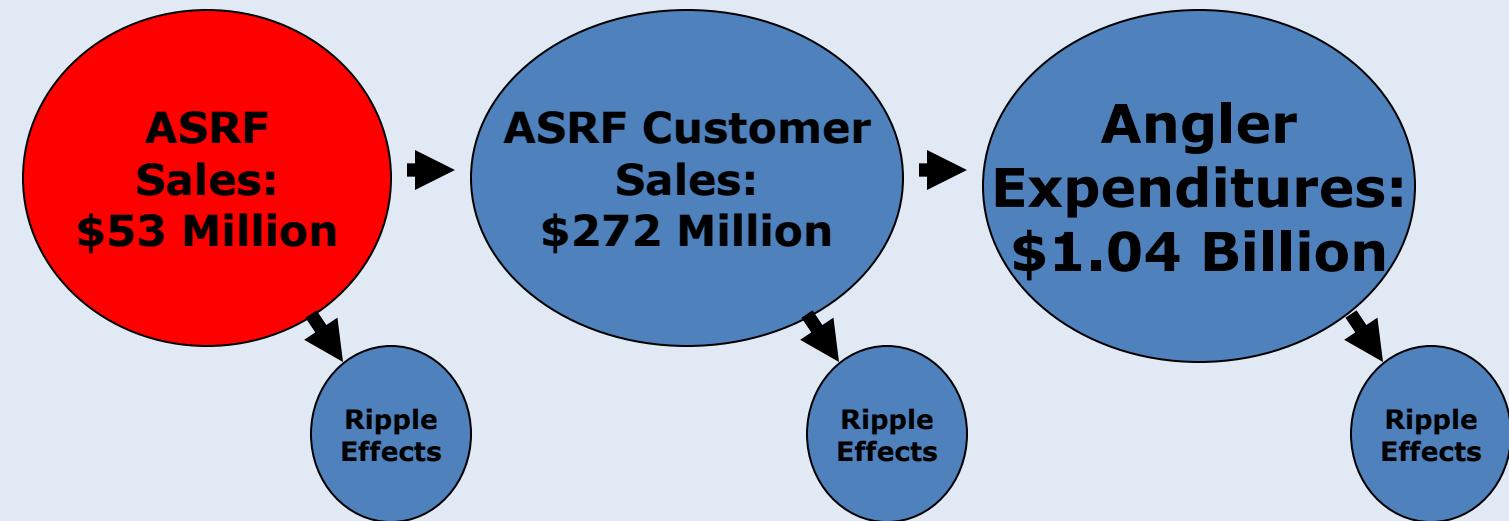 ASRF
Sales:
$53 Million
ASRF Customer
Sales:
$272 Million
Angler
Expenditures:
$1.04 Billion
Ripple
Effects
Ripple
Effects
Ripple
Effects